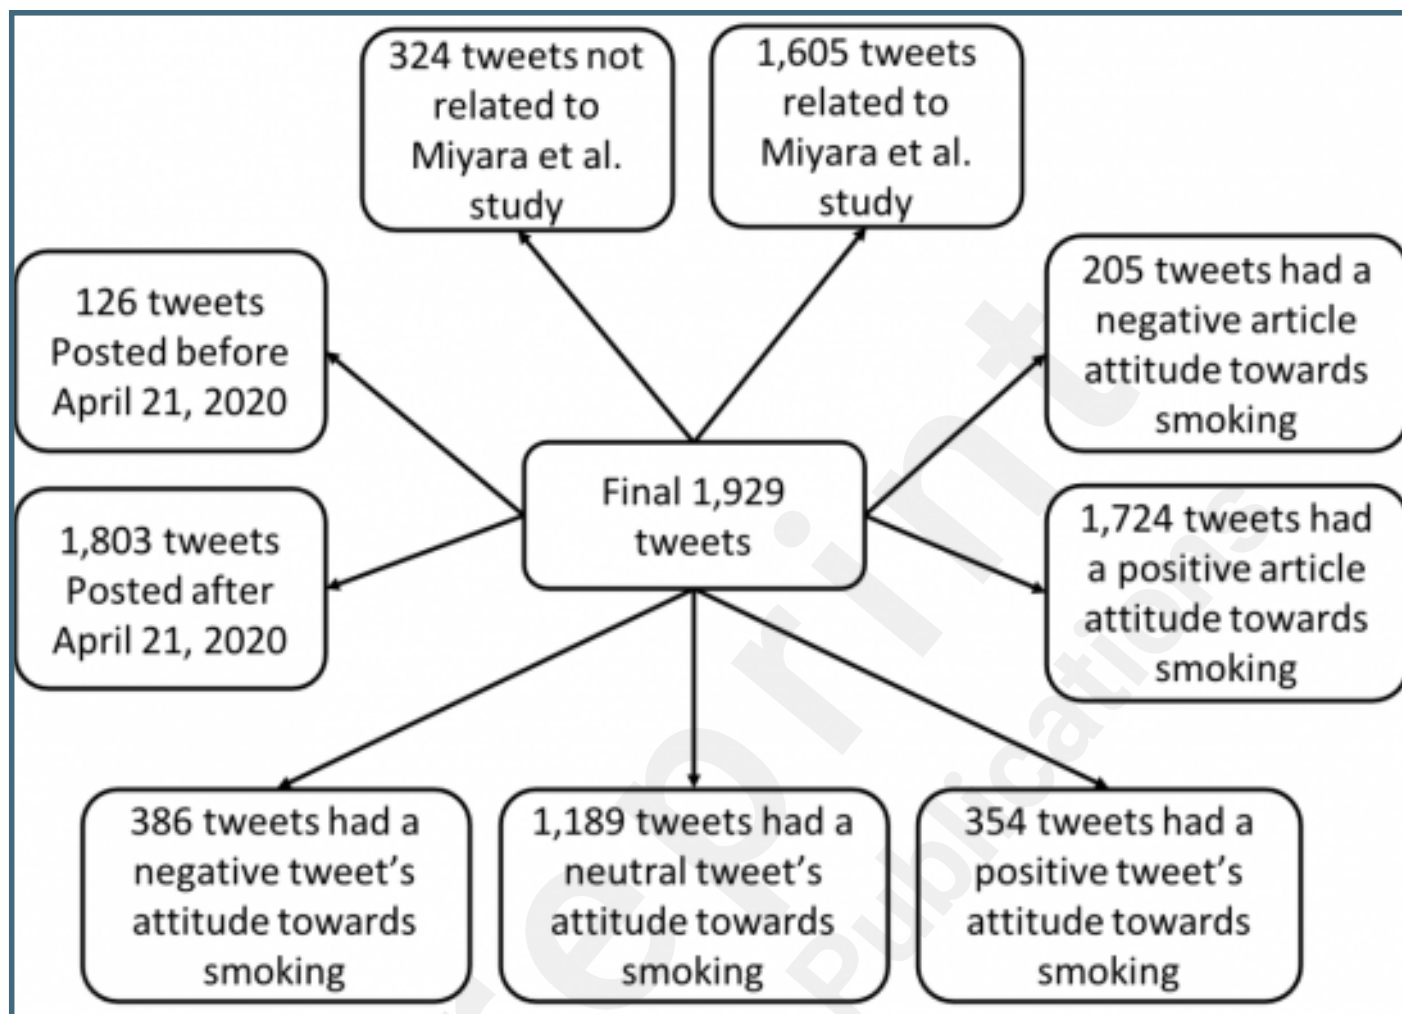 324 tweets not
related to
Miyara et al.
study
1,605 tweets
related to
Miyara et al.
study
126 tweets
Posted before
April 21, 2020
205 tweets had a
negative article
attitude towards
smoking
Final 1,929
tweets
1,803 tweets
Posted after
April 21, 2020
1,724 tweets had
a positive article
attitude towards
smoking
386 tweets had a
negative tweet’s
attitude towards
smoking
1,189 tweets had a
neutral tweet’s
attitude towards
smoking
354 tweets had a
positive tweet’s
attitude towards
smoking
reprint
Publications